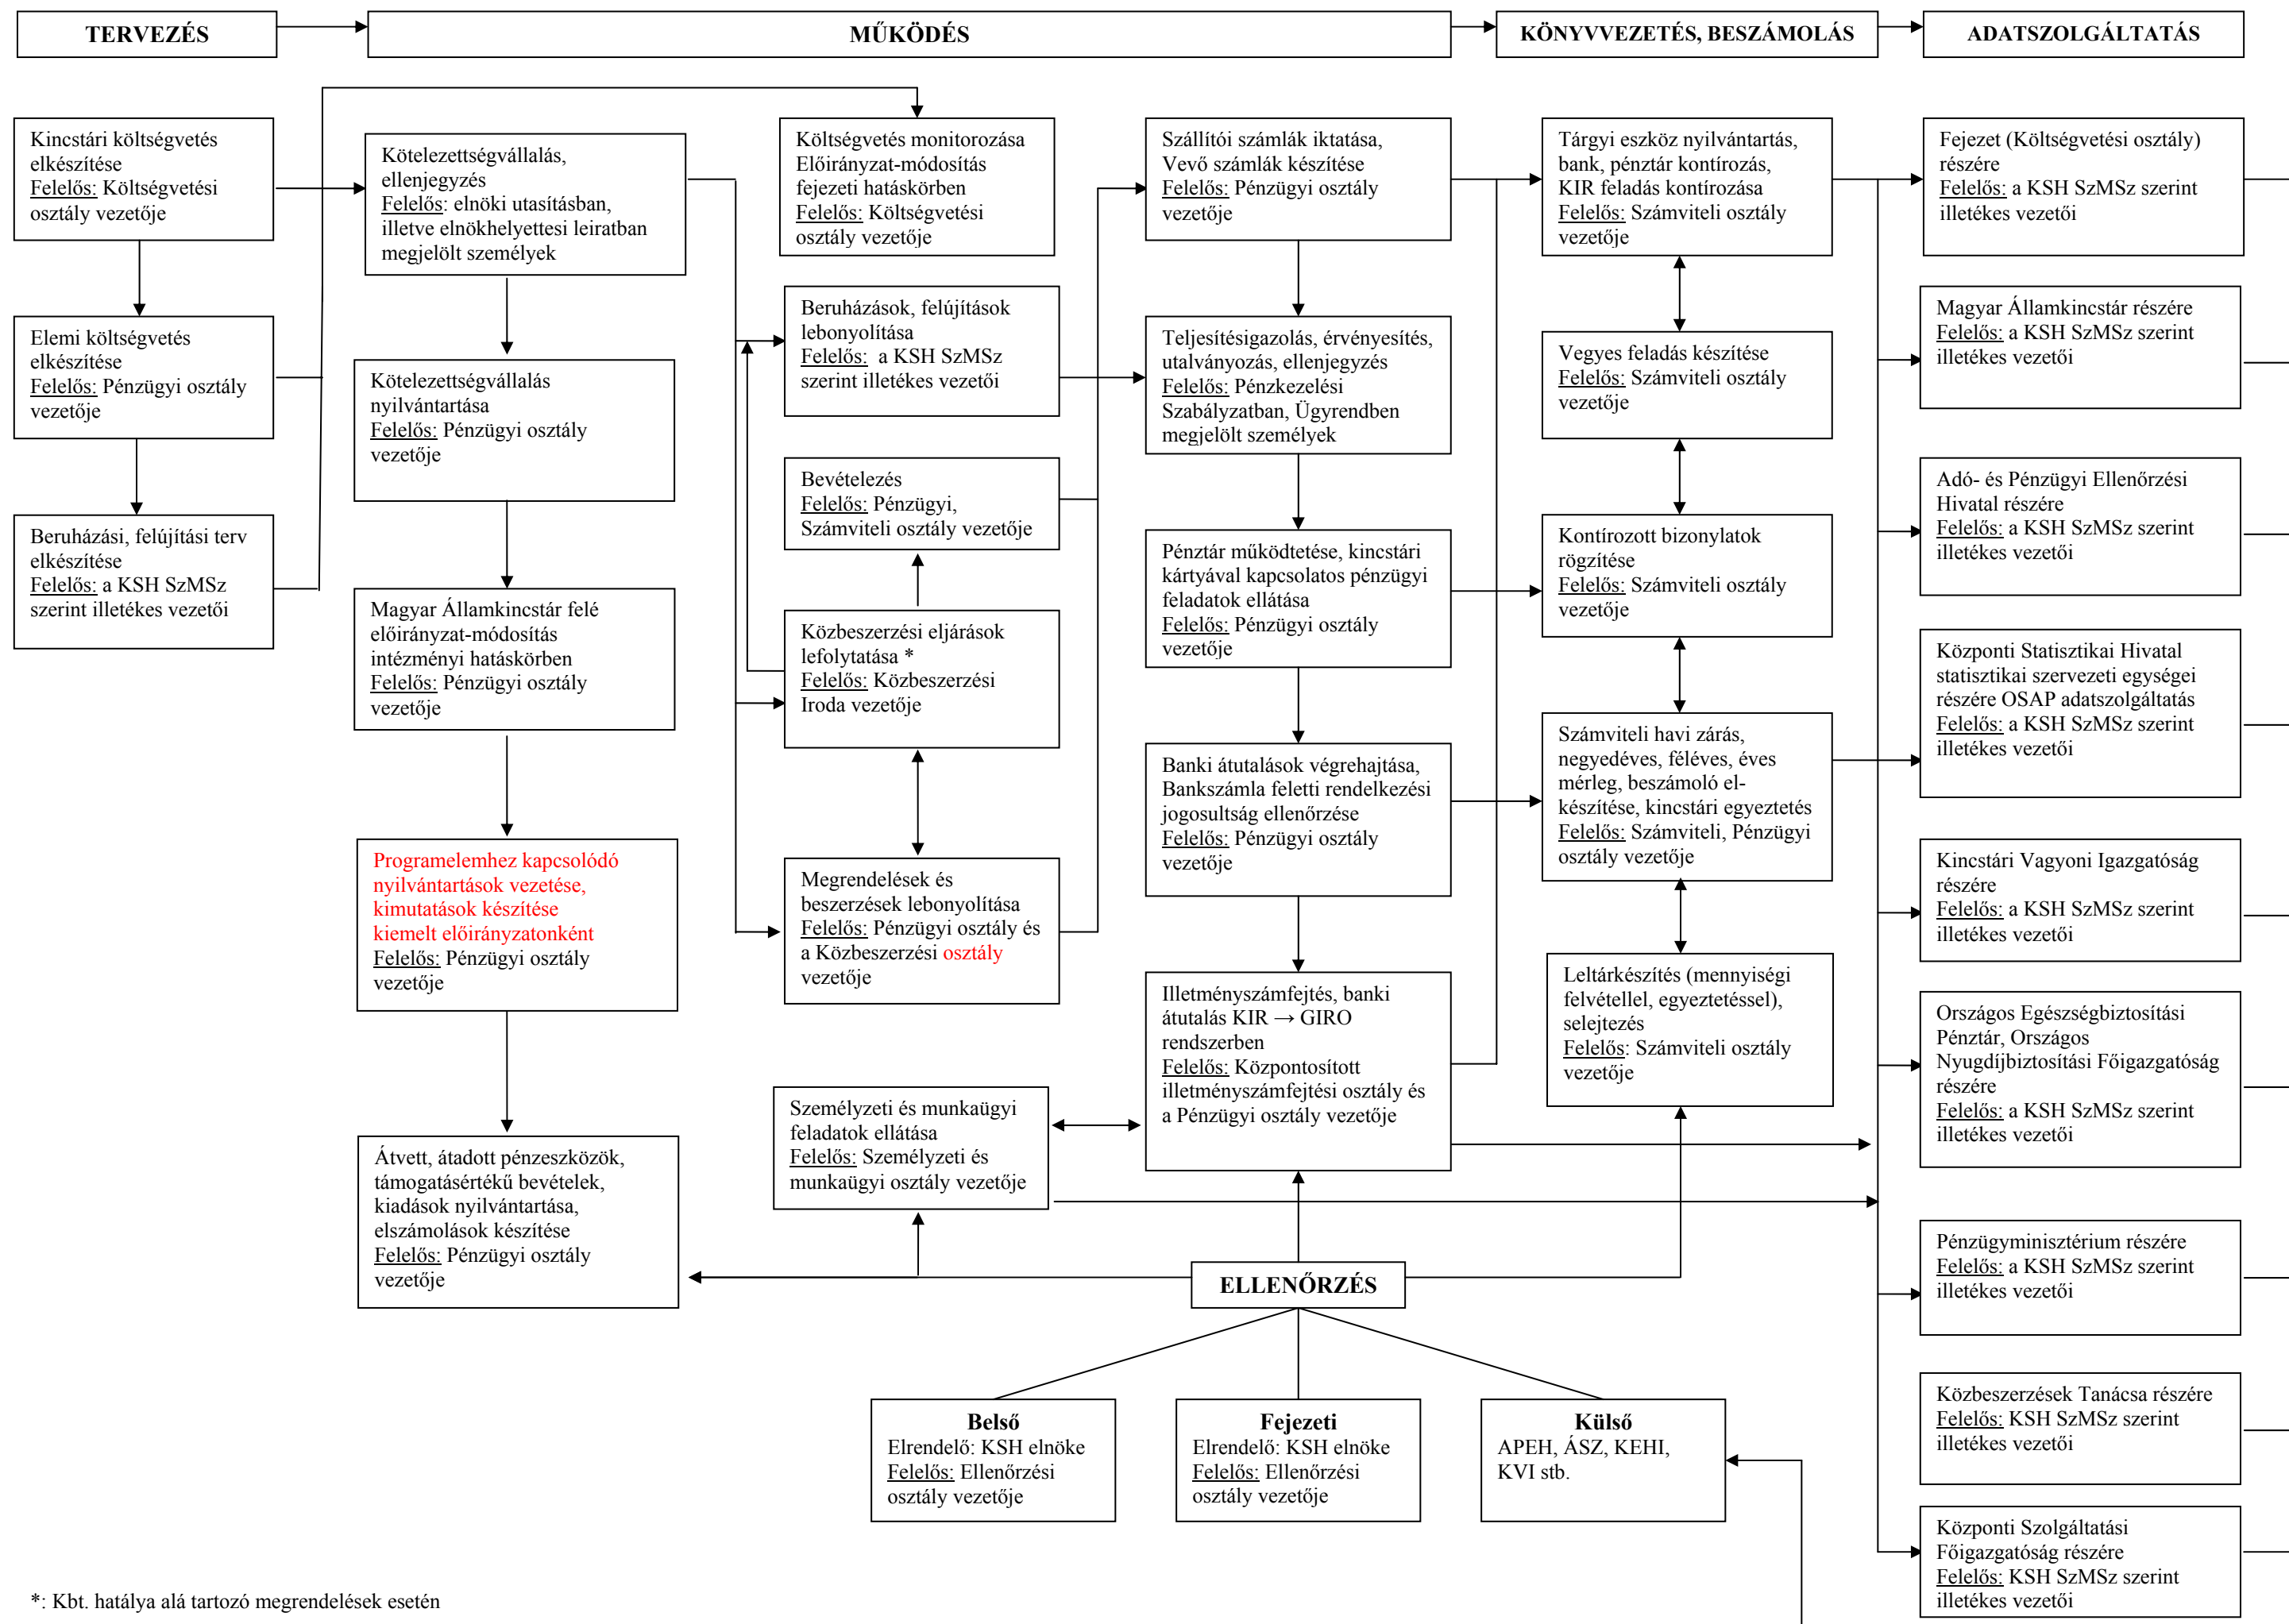 TERVEZÉS
MŰKÖDÉS
KÖNYVVEZETÉS, BESZÁMOLÁS
ADATSZOLGÁLTATÁS
Kincstári költségvetés
elkészítése
Felelős: Költségvetési
osztály vezetője
Elemi költségvetés
elkészítése
Felelős: Pénzügyi osztály
vezetője
Beruházási, felújítási terv
elkészítése
Felelős: a KSH SzMSz
szerint illetékes vezetői
Kötelezettségvállalás,
ellenjegyzés
Felelős: elnöki utasításban,
illetve elnökhelyettesi leiratban
megjelölt személyek
Kötelezettségvállalás
nyilvántartása
Felelős: Pénzügyi osztály
vezetője
Magyar Államkincstár felé
előirányzat-módosítás
intézményi hatáskörben
Felelős: Pénzügyi osztály
vezetője
Programelemhez kapcsolódó
nyilvántartások vezetése,
kimutatások készítése
kiemelt előirányzatonként
Felelős: Pénzügyi osztály
vezetője
Átvett, átadott pénzeszközök,
támogatásértékű bevételek,
kiadások nyilvántartása,
elszámolások készítése
Felelős: Pénzügyi osztály
vezetője
Költségvetés monitorozása
Előirányzat-módosítás
fejezeti hatáskörben
Felelős: Költségvetési
osztály vezetője
Beruházások, felújítások
lebonyolítása
Felelős: a KSH SzMSz
szerint illetékes vezetői
Bevételezés
Felelős: Pénzügyi,
Számviteli osztály vezetője
Közbeszerzési eljárások
lefolytatása *
Felelős: Közbeszerzési
Iroda vezetője
Megrendelések és
beszerzések lebonyolítása
Felelős: Pénzügyi osztály és
a Közbeszerzési osztály
vezetője
Személyzeti és munkaügyi
feladatok ellátása
Felelős: Személyzeti és
munkaügyi osztály vezetője
Szállítói számlák iktatása,
Vevő számlák készítése
Felelős: Pénzügyi osztály
vezetője
Teljesítésigazolás, érvényesítés,
utalványozás, ellenjegyzés
Felelős: Pénzkezelési
Szabályzatban, Ügyrendben
megjelölt személyek
Pénztár működtetése, kincstári
kártyával kapcsolatos pénzügyi
feladatok ellátása
Felelős: Pénzügyi osztály
vezetője
Banki átutalások végrehajtása,
Bankszámla feletti rendelkezési
jogosultság ellenőrzése
Felelős: Pénzügyi osztály
vezetője
Illetményszámfejtés, banki
átutalás KIR → GIRO
rendszerben
Felelős: Központosított
illetményszámfejtési osztály és
a Pénzügyi osztály vezetője
Tárgyi eszköz nyilvántartás,
bank, pénztár kontírozás,
KIR feladás kontírozása
Felelős: Számviteli osztály
vezetője
Vegyes feladás készítése
Felelős: Számviteli osztály
vezetője
Kontírozott bizonylatok
rögzítése
Felelős: Számviteli osztály
vezetője
Számviteli havi zárás,
negyedéves, féléves, éves
mérleg, beszámoló el-
készítése, kincstári egyeztetés
Felelős: Számviteli, Pénzügyi
osztály vezetője
Leltárkészítés (mennyiségi
felvétellel, egyeztetéssel),
selejtezés
Felelős: Számviteli osztály
vezetője
Fejezet (Költségvetési osztály)
részére
Felelős: a KSH SzMSz szerint
illetékes vezetői
Magyar Államkincstár részére
Felelős: a KSH SzMSz szerint
illetékes vezetői
Adó- és Pénzügyi Ellenőrzési
Hivatal részére
Felelős: a KSH SzMSz szerint
illetékes vezetői
Központi Statisztikai Hivatal
statisztikai szervezeti egységei
részére OSAP adatszolgáltatás
Felelős: a KSH SzMSz szerint
illetékes vezetői
Kincstári Vagyoni Igazgatóság
részére
Felelős: a KSH SzMSz szerint
illetékes vezetői
Országos Egészségbiztosítási
Pénztár, Országos
Nyugdíjbiztosítási Főigazgatóság
részére
Felelős: a KSH SzMSz szerint
illetékes vezetői
Pénzügyminisztérium részére
Felelős: a KSH SzMSz szerint
illetékes vezetői
Közbeszerzések Tanácsa részére
Felelős: KSH SzMSz szerint
illetékes vezetői
Központi Szolgáltatási
Főigazgatóság részére
Felelős: KSH SzMSz szerint
illetékes vezetői
ELLENŐRZÉS
Belső
Elrendelő: KSH elnöke
Felelős: Ellenőrzési
osztály vezetője
Fejezeti
Elrendelő: KSH elnöke
Felelős: Ellenőrzési
osztály vezetője
Külső
APEH, ÁSZ, KEHI,
KVI stb.
*: Kbt. hatálya alá tartozó megrendelések esetén